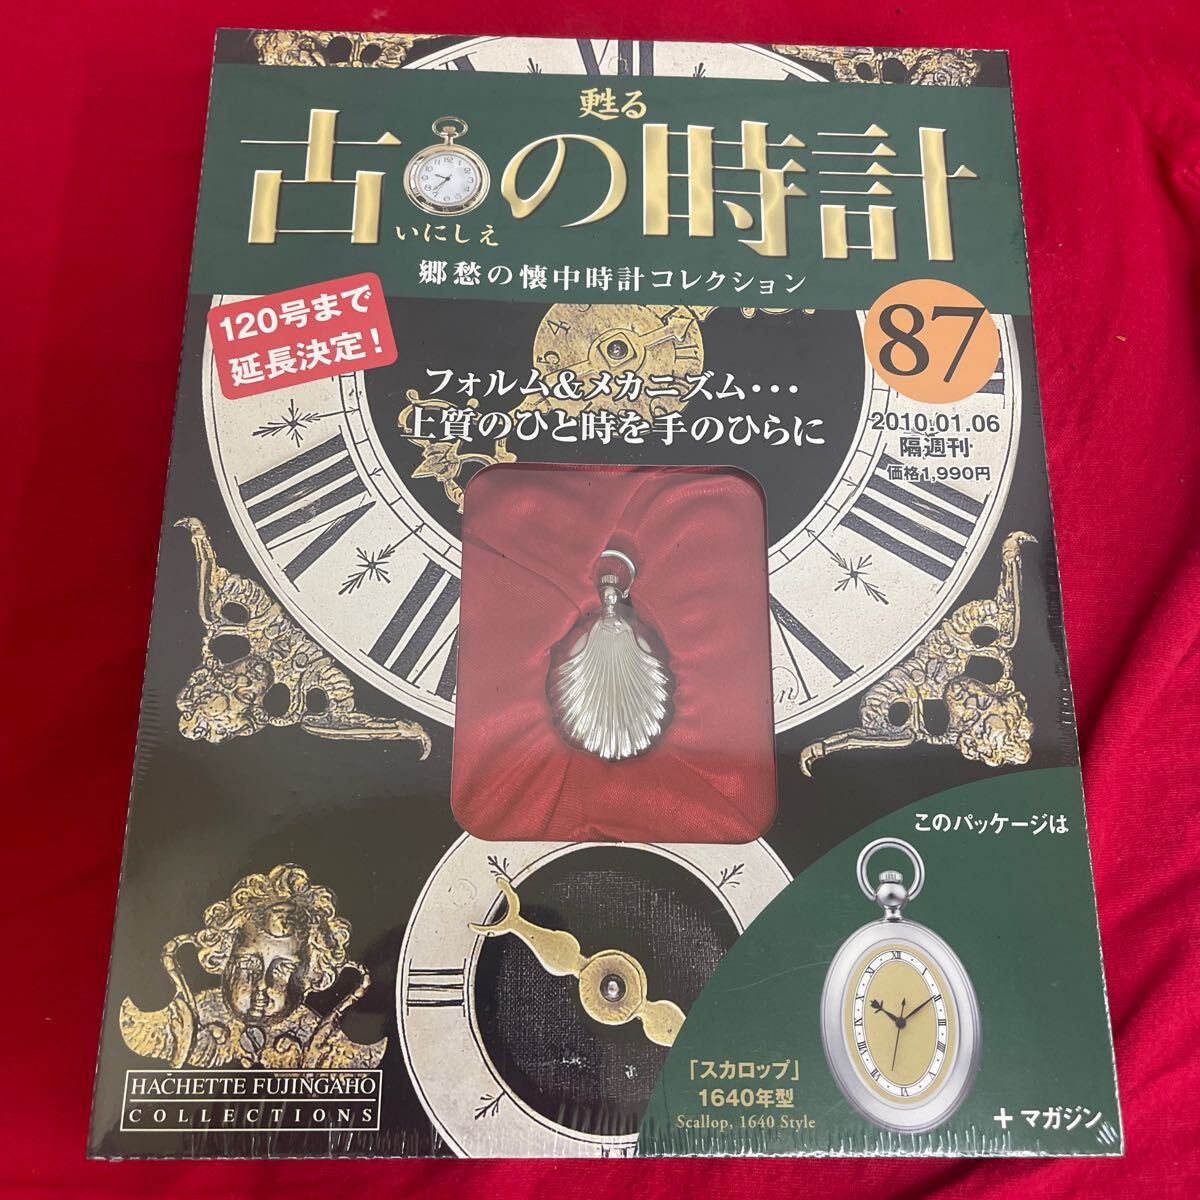 甦る
古の時計
いにしえ
郷愁の懐中時計コレクション
120号まで
延長決定!
87
フォルム&メカニズム・・・
上質のひと時を手のひらに
2010.01.06
隔週刊
価格1,990円
このパッケージは
「スカロップ」
1640年型
Scallop, 1640 Style
+マガジン
HACHETTE FUJINGAHO
COLLECTIONS